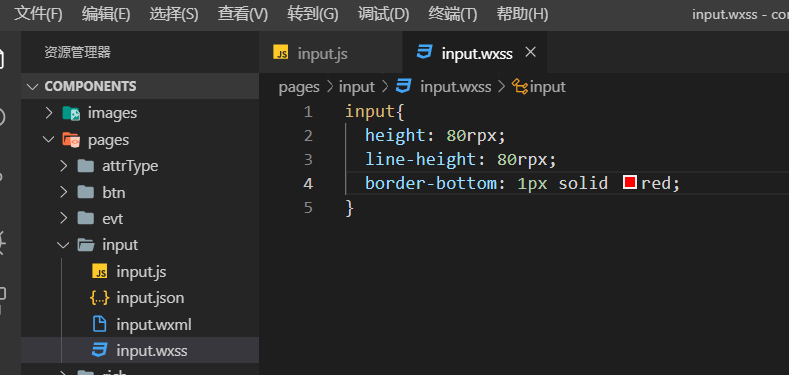 文件(F) 编辑(E) 选择(S) 查看(V) 转到(G) 调试(D) 终端(T) 帮助(H) input.wxss - co
资源管理器
COMPONENTS
images
pages
attrType
btn
evt
input
input.js
input.json
input.wxml
input.wxss
input.js input.wxss
pages > input > input.wxss > input
1 input{
2 height: 80rpx;
3 line-height: 80rpx;
4 border-bottom: 1px solid red;
5 }